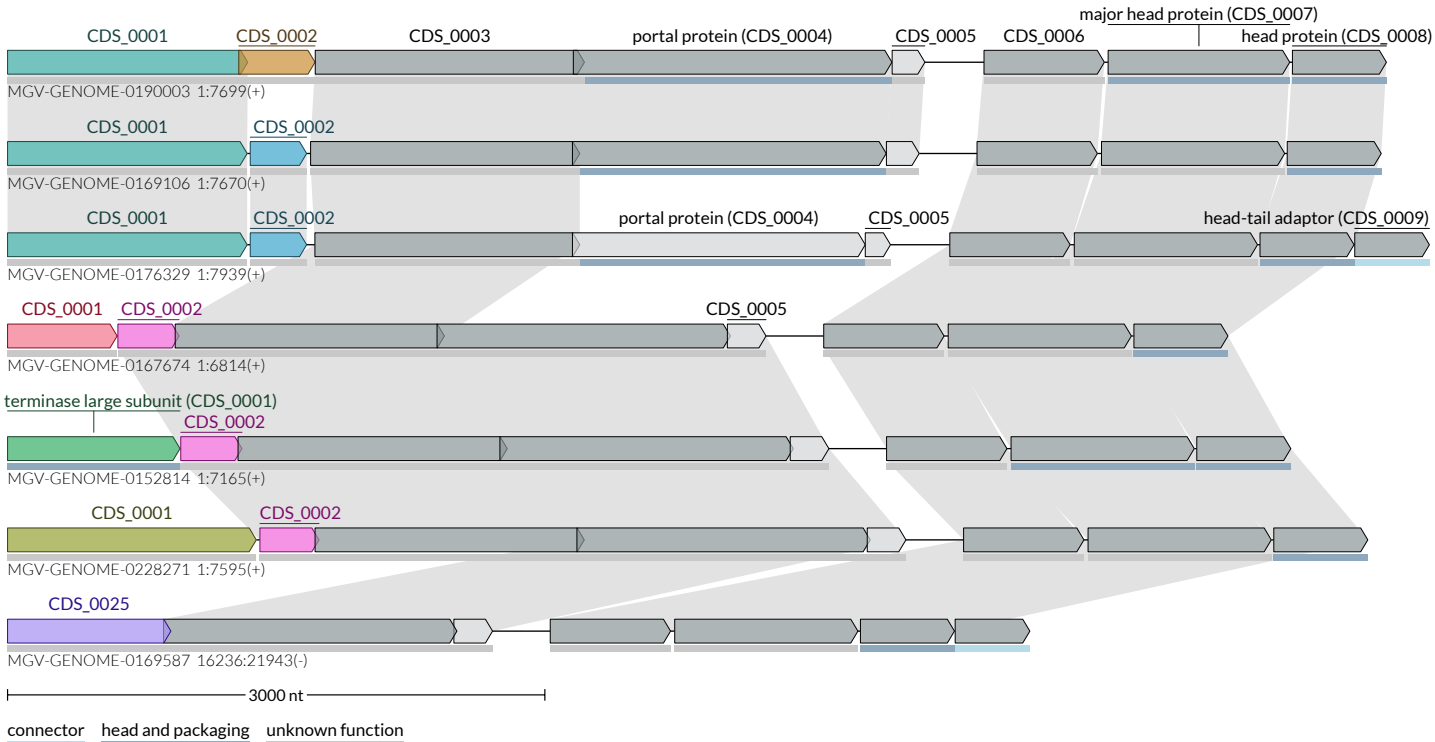 major head protein (CDS_0007)
CDS_0001 CDS_0002 CDS_0003 portal protein (CDS_0004) CDS_0005 CDS_0006 head protein (CDS_0008)
MGV-GENOME-0190003 1:7699(+)
CDS_0001 CDS_0002
MGV-GENOME-0169106 1:7670(+)
CDS_0001 CDS_0002 portal protein (CDS_0004) CDS_0005 head-tail adaptor (CDS_0009)
MGV-GENOME-0176329 1:7939(+)
CDS_0001 CDS_0002 CDS_0005
MGV-GENOME-0167674 1:6814(+)
terminase large subunit (CDS_0001)
CDS_0002
MGV-GENOME-0152814 1:7165(+)
CDS_0001 CDS_0002
MGV-GENOME-0228271 1:7595(+)
CDS_0025
MGV-GENOME-0169587 16236:21943(-)
3000 nt
connector head and packaging unknown function